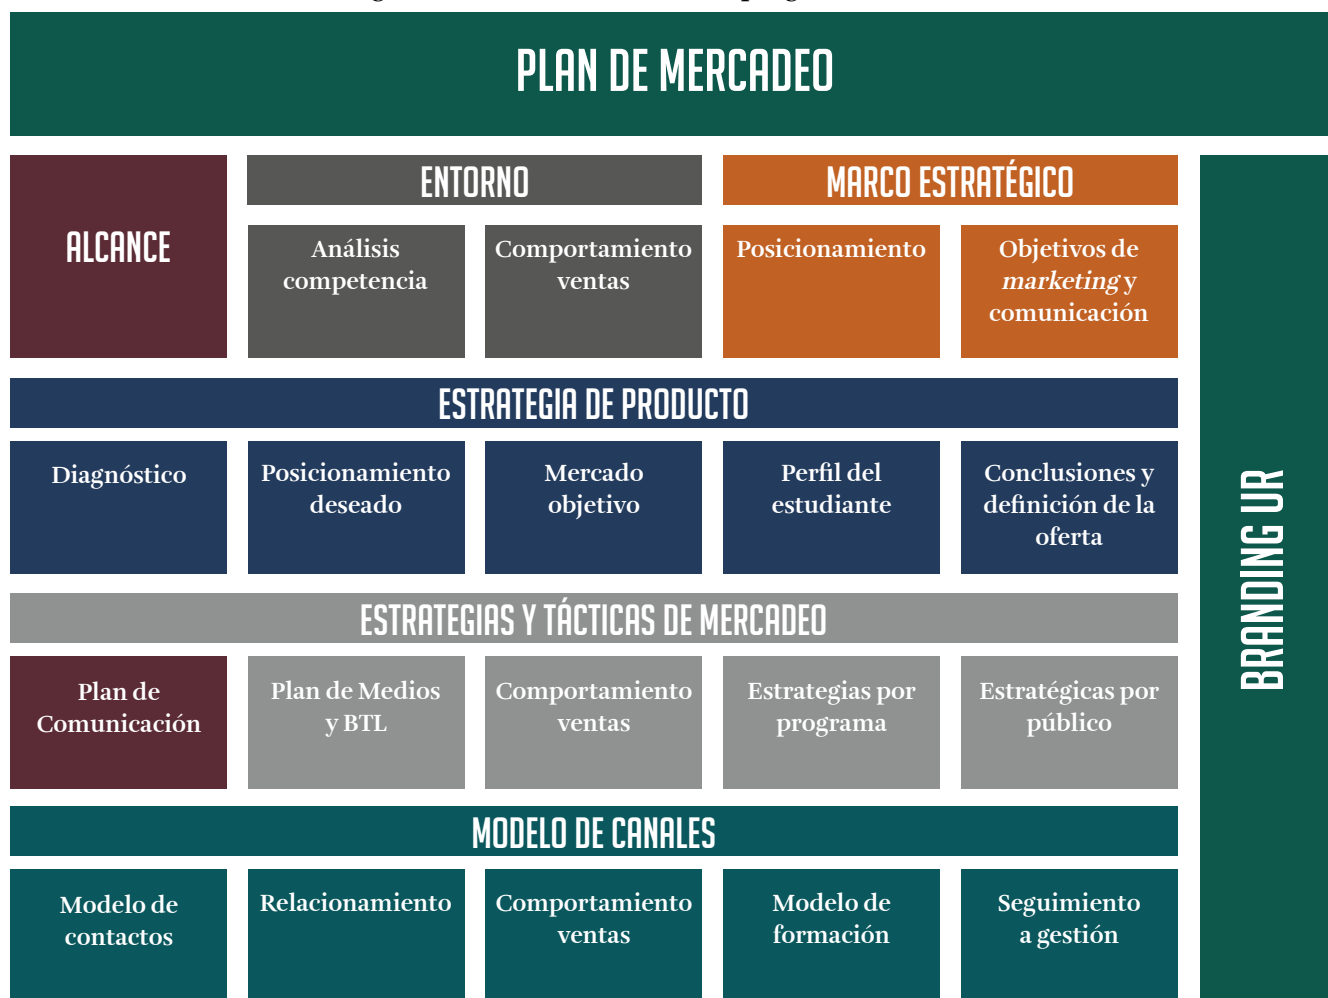 PLAN DE MERCADEO
ALCANCE
ENTORNO
Análisis
competencia
Comportamiento
ventas
MARCO ESTRATÉGICO
Posicionamiento
Objetivos de
marketing y
comunicación
ESTRATEGIA DE PRODUCTO
Diagnóstico
Posicionamiento
deseado
Mercado
objetivo
Perfil del
estudiante
Conclusiones y
definición de la
oferta
ESTRATEGIAS Y TÁCTICAS DE MERCADEO
Plan de
Comunicación
Plan de Medios
y BTL
Comportamiento
ventas
Estrategias por
programa
Estratégicas por
público
MODELO DE CANALES
Modelo de
contactos
Relacionamiento
Comportamiento
ventas
Modelo de
formación
Seguimiento
a gestión
BRANDING UR